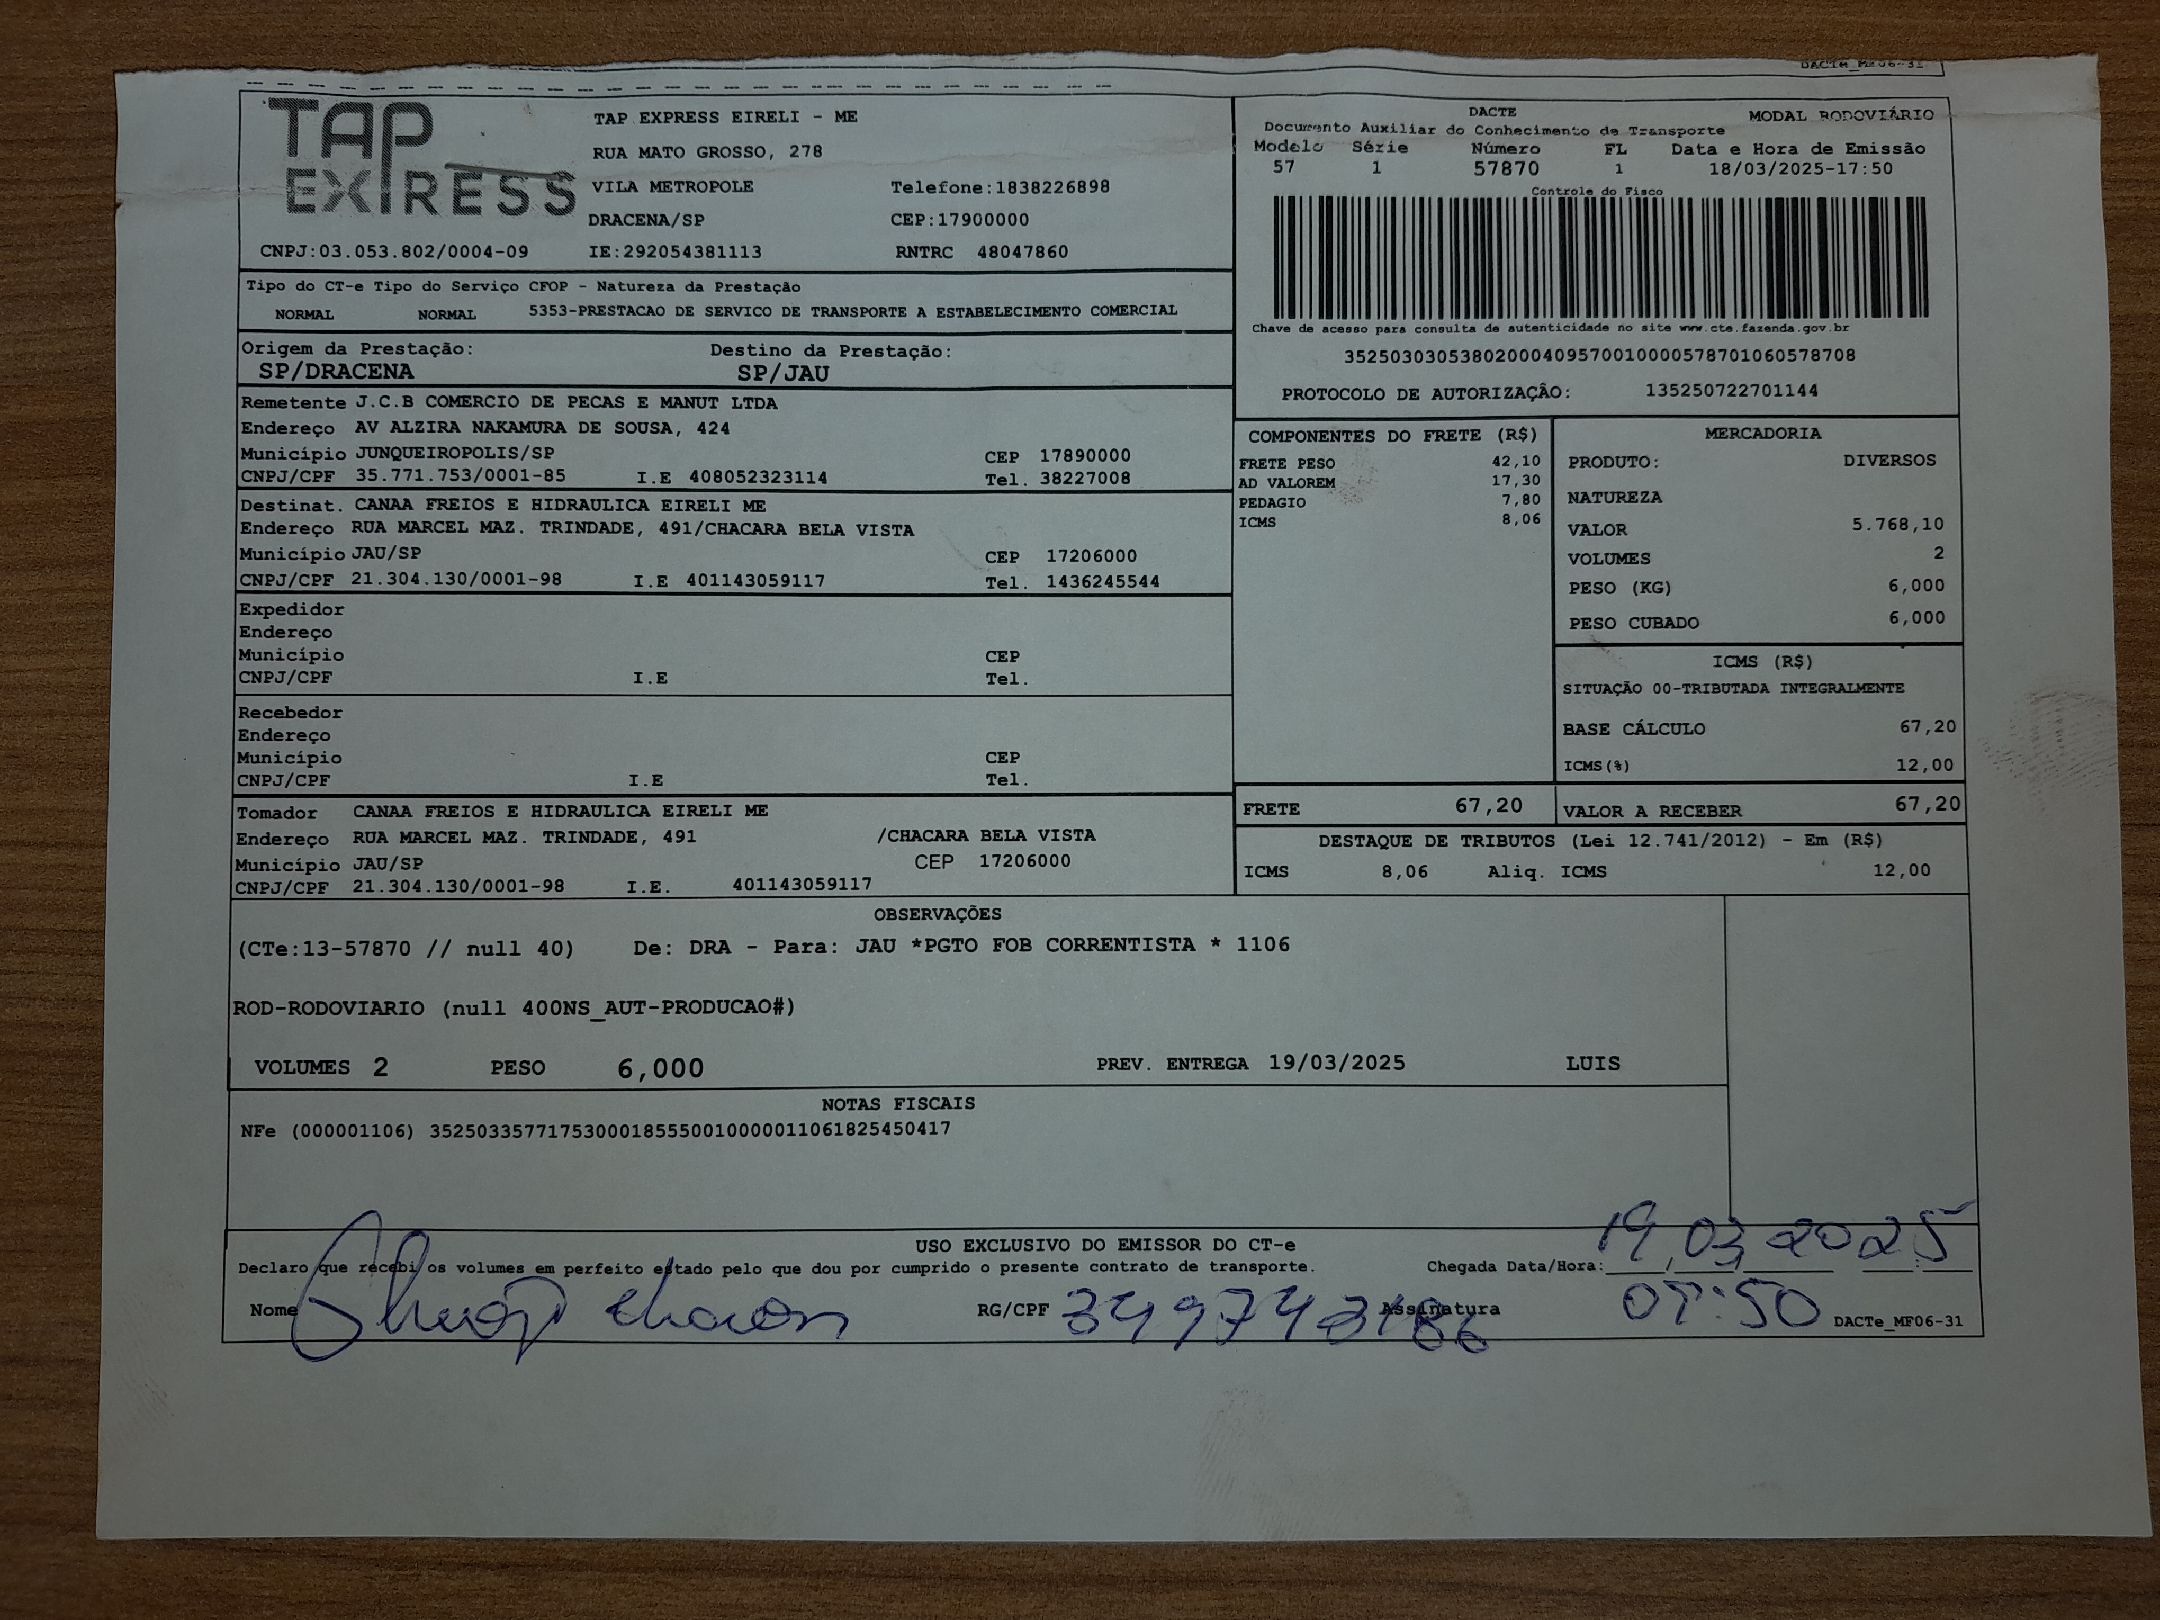 DACTe_MF06-31
TAP EXPRESS
TAP EXPRESS EIRELI - ME
RUA MATO GROSSO, 278
VILA METROPOLE Telefone:1838226898
DRACENA/SP CEP:17900000
CNPJ:03.053.802/0004-09 IE:292054381113 RNTRC 48047860
DACTE MODAL RODOVIÁRIO
Documento Auxiliar do Conhecimento de Transporte
Modelo Série Número FL Data e Hora de Emissão
57 1 57870 1 18/03/2025-17:50
Controle do Fisco
Chave de acesso para consulta de autenticidade no site www.cte.fazenda.gov.br
35250303053802000409570010000578701060578708
PROTOCOLO DE AUTORIZAÇÃO: 135250722701144
Tipo do CT-e Tipo do Serviço CFOP - Natureza da Prestação
NORMAL NORMAL 5353-PRESTACAO DE SERVICO DE TRANSPORTE A ESTABELECIMENTO COMERCIAL
Origem da Prestação: Destino da Prestação:
SP/DRACENA SP/JAU
Remetente J.C.B COMERCIO DE PECAS E MANUT LTDA
Endereço AV ALZIRA NAKAMURA DE SOUSA, 424
Município JUNQUEIROPOLIS/SP CEP 17890000
CNPJ/CPF 35.771.753/0001-85 I.E 408052323114 Tel. 38227008
Destinat. CANAA FREIOS E HIDRAULICA EIRELI ME
Endereço RUA MARCEL MAZ. TRINDADE, 491/CHACARA BELA VISTA
Município JAU/SP CEP 17206000
CNPJ/CPF 21.304.130/0001-98 I.E 401143059117 Tel. 1436245544
Expedidor
Endereço
Município CEP
CNPJ/CPF I.E Tel.
Recebedor
Endereço
Município CEP
CNPJ/CPF I.E Tel.
Tomador CANAA FREIOS E HIDRAULICA EIRELI ME
Endereço RUA MARCEL MAZ. TRINDADE, 491 /CHACARA BELA VISTA
Município JAU/SP CEP 17206000
CNPJ/CPF 21.304.130/0001-98 I.E. 401143059117
COMPONENTES DO FRETE (R$)
FRETE PESO 42,10
AD VALOREM 17,30
PEDAGIO 7,80
ICMS 8,06
MERCADORIA
PRODUTO: DIVERSOS
NATUREZA
VALOR 5.768,10
VOLUMES 2
PESO (KG) 6,000
PESO CUBADO 6,000
ICMS (R$)
SITUAÇÃO 00-TRIBUTADA INTEGRALMENTE
BASE CÁLCULO 67,20
ICMS(%) 12,00
FRETE 67,20 VALOR A RECEBER 67,20
DESTAQUE DE TRIBUTOS (Lei 12.741/2012) - Em (R$)
ICMS 8,06 Aliq. ICMS 12,00
OBSERVAÇÕES
(CTe:13-57870 // null 40) De: DRA - Para: JAU *PGTO FOB CORRENTISTA * 1106
ROD-RODOVIARIO (null 400NS_AUT-PRODUCAO#)
VOLUMES 2 PESO 6,000 PREV. ENTREGA 19/03/2025 LUIS
NOTAS FISCAIS
NFe (000001106) 35250335771753000185550010000011061825450417
USO EXCLUSIVO DO EMISSOR DO CT-e
Declaro que recebi os volumes em perfeito estado pelo que dou por cumprido o presente contrato de transporte. Chegada Data/Hora: 19/03/2025
Nome RG/CPF Assinatura 07:50 DACTe_MF06-31